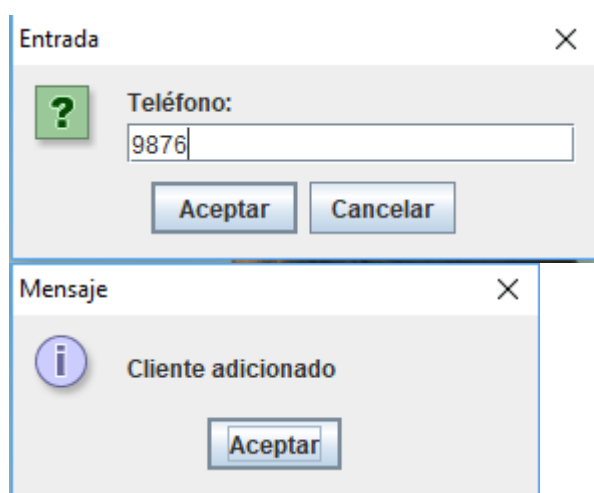 Entrada
?
Teléfono:
9876
Aceptar Cancelar
Mensaje
i
Cliente adicionado
Aceptar